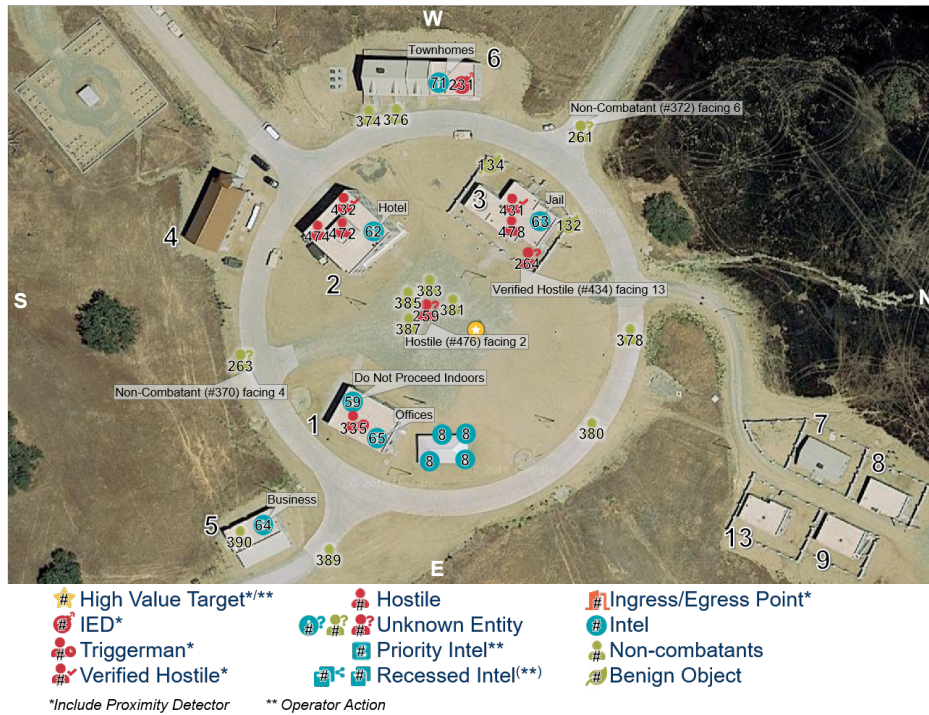 W
Townhomes
6
71 231
Non-Combatant (#372) facing 6
374 376
261
134
3
Jail
432
431
Hotel
474 472
62
478
63
132
4
264
2
Verified Hostile (#434) facing 13
S
N
383
385
381
259
387
Hostile (#476) facing 2
378
263
Non-Combatant (#370) facing 4
Do Not Proceed Indoors
59
Offices
1
335
65
380
7
8 8
8 8
8
Business
5
64
390
13
9
389
E
# High Value Target*/**
# Hostile
# Ingress/Egress Point*
# IED*
#? #? #? Unknown Entity
# Intel
# Triggerman*
# Priority Intel**
# Non-combatants
# Verified Hostile*
# # Recessed Intel(**)
# Benign Object
*Include Proximity Detector ** Operator Action